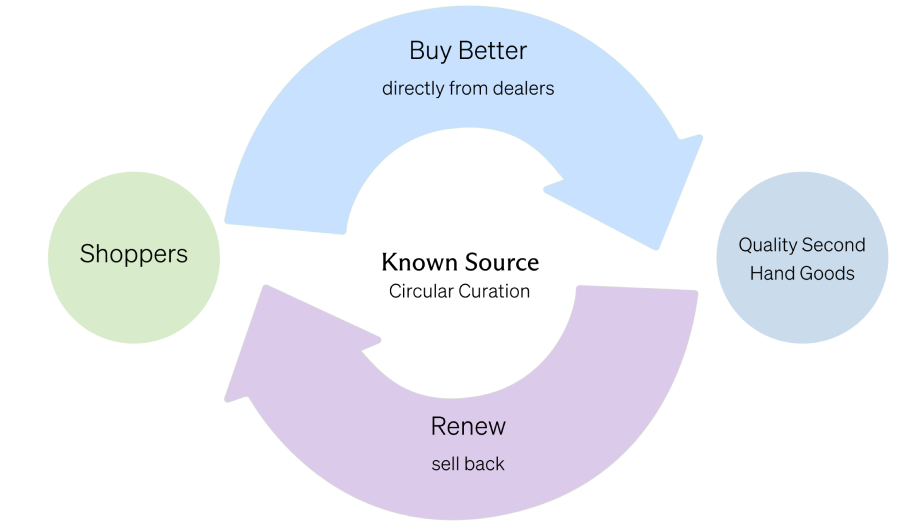 Buy Better
directly from dealers
Shoppers
Quality Second
Hand Goods
Known Source
Circular Curation
Renew
sell back